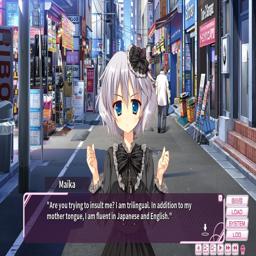 HIBO
Maika
"Are you trying to insult me? I am trilingual. In addition to my
mother tongue, I am fluent in Japanese and English."
SAVE
LOAD
SYSTEM
LOG